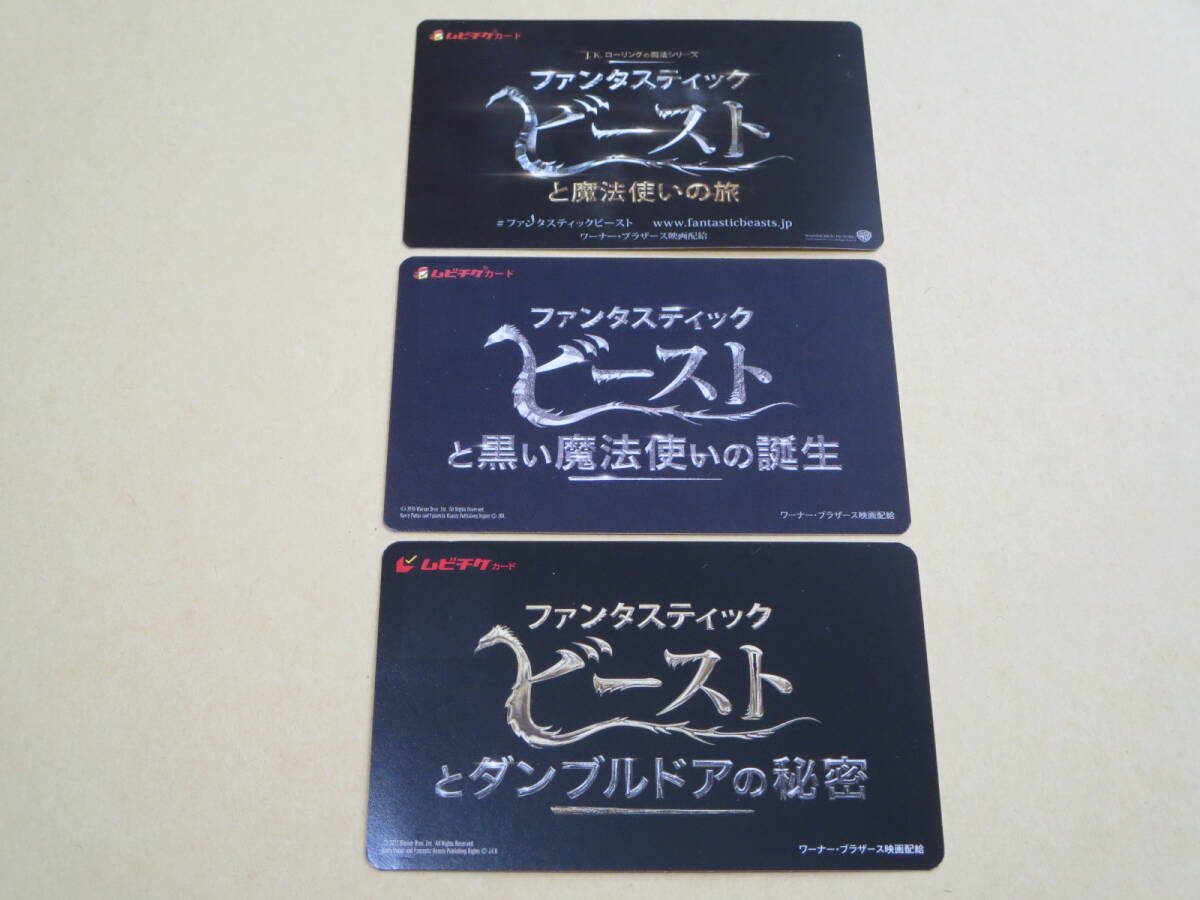 ムビチケカード
J.K.ローリングの魔法シリーズ
ファンタスティック
ビースト
と魔法使いの旅
#ファンタスティックビースト www.fantasticbeasts.jp
ワーナー・ブラザース映画配給
ムビチケカード
ファンタスティック
ビースト
と黒い魔法使いの誕生
ワーナー・ブラザース映画配給
ムビチケカード
ファンタスティック
ビースト
とダンブルドアの秘密
ワーナー・ブラザース映画配給